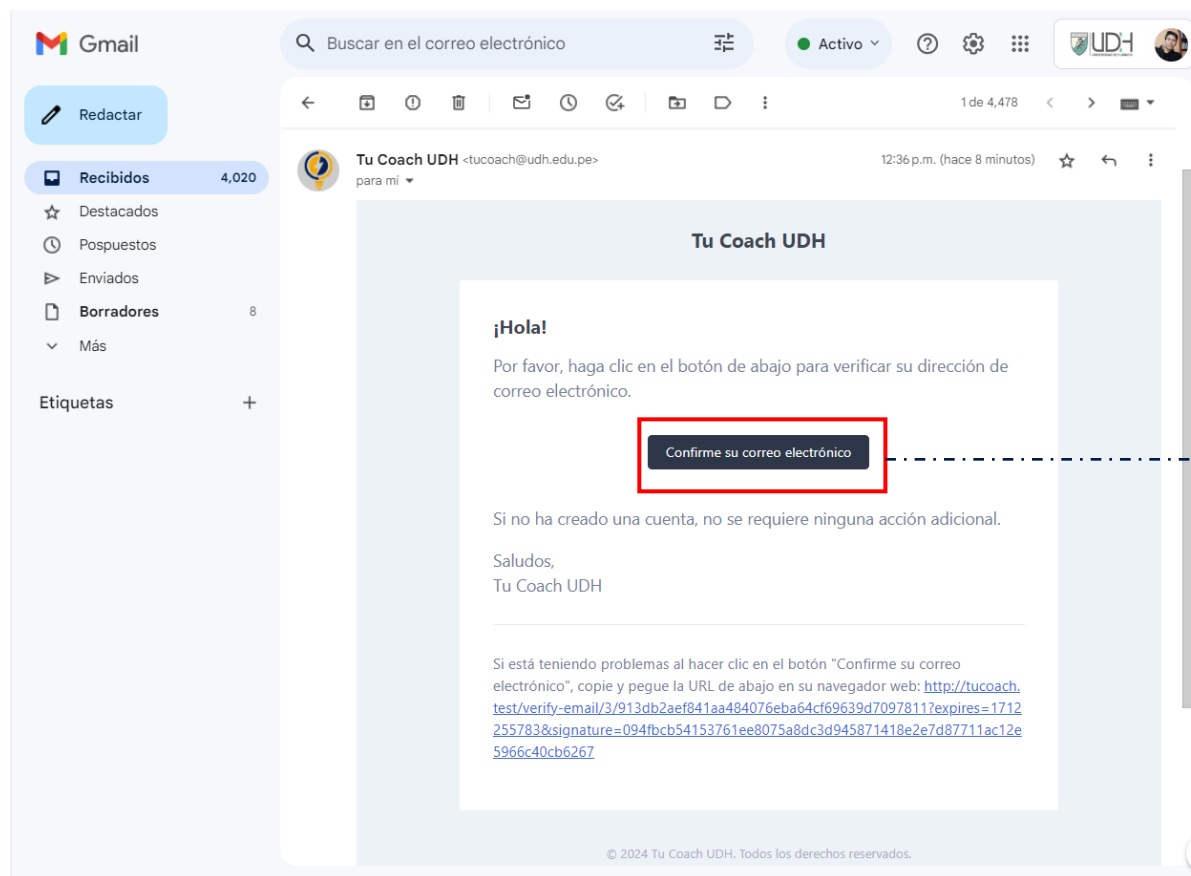 Gmail
Buscar en el correo electrónico
Activo
UDH
Redactar
1 de 4,478
Recibidos 4,020
Destacados
Pospuestos
Enviados
Borradores 8
Más
Etiquetas
Tu Coach UDH <tucoach@udh.edu.pe>
12:36 p.m. (hace 8 minutos)
para mí
Tu Coach UDH
¡Hola!
Por favor, haga clic en el botón de abajo para verificar su dirección de
correo electrónico.
Confirme su correo electrónico
Si no ha creado una cuenta, no se requiere ninguna acción adicional.
Saludos,
Tu Coach UDH
Si está teniendo problemas al hacer clic en el botón "Confirme su correo
electrónico", copie y pegue la URL de abajo en su navegador web: http://tucoach.
test/verify-email/3/913db2aef841aa484076eba64cf69639d7097811?expires=1712
255783&signature=094fbcb54153761ee8075a8dc3d945871418e2e7d87711ac12e
5966c40cb6267
© 2024 Tu Coach UDH. Todos los derechos reservados.